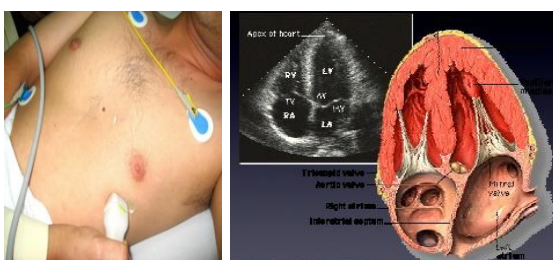 Apex of heart
RV
LV
TV
AV
MV
RA
LA
Tricuspid valve
Aortic valve
Right atrium
Interatrial septum
Mitral
valve
Left
atrium